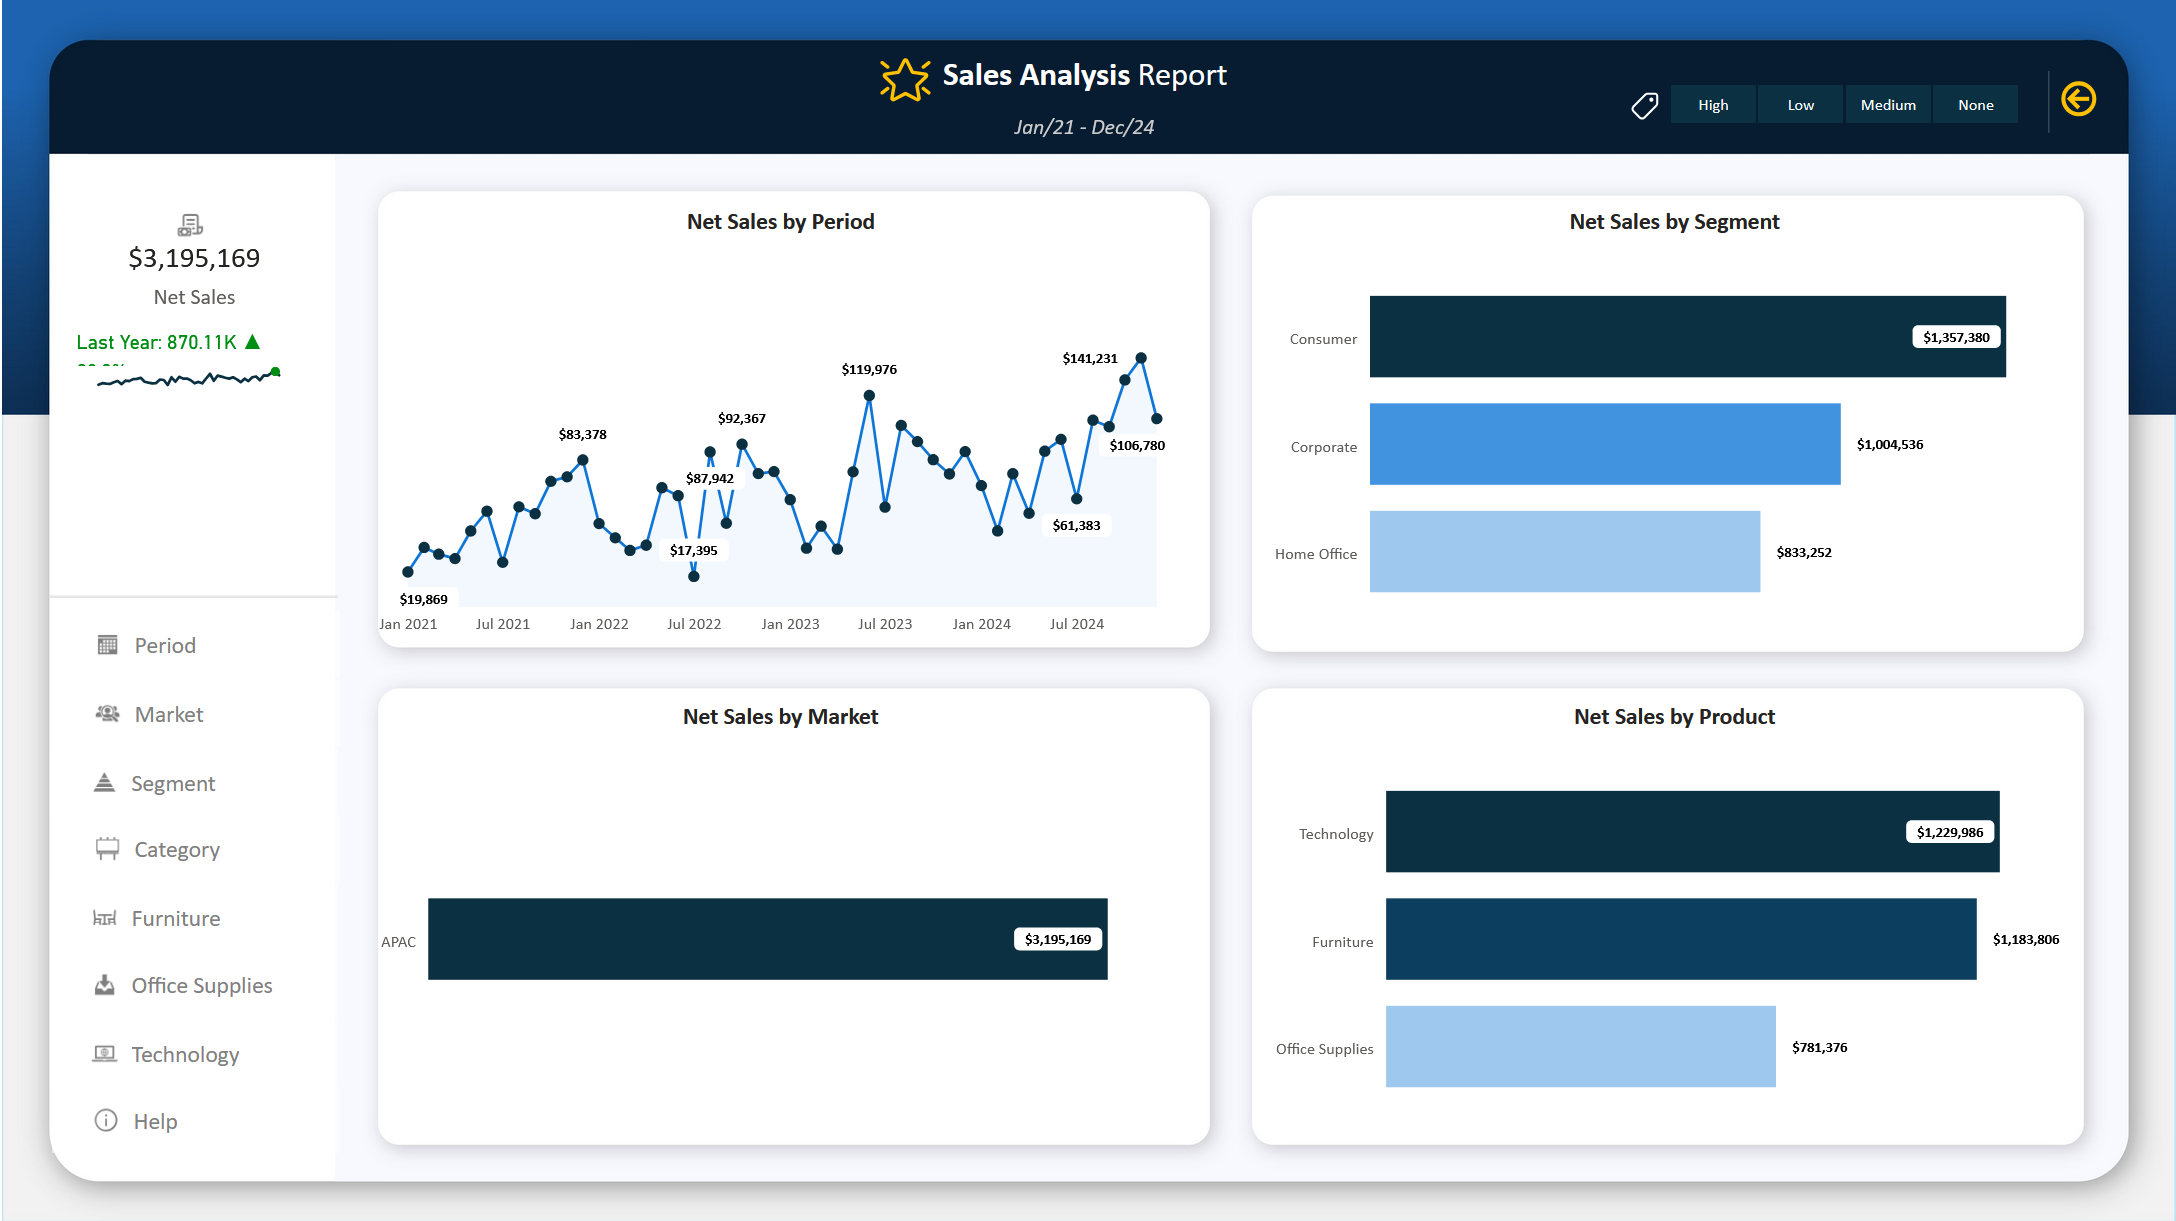 Sales Analysis Report
Jan/21 - Dec/24
High Low Medium None
$3,195,169
Net Sales
Last Year: 870.11K ▲
Period
Market
Segment
Category
Furniture
Office Supplies
Technology
Help
Net Sales by Period
$19,869
$83,378
$17,395
$87,942
$92,367
$119,976
$61,383
$141,231
$106,780
Jan 2021 Jul 2021 Jan 2022 Jul 2022 Jan 2023 Jul 2023 Jan 2024 Jul 2024
Net Sales by Segment
Consumer $1,357,380
Corporate $1,004,536
Home Office $833,252
Net Sales by Market
APAC $3,195,169
Net Sales by Product
Technology $1,229,986
Furniture $1,183,806
Office Supplies $781,376